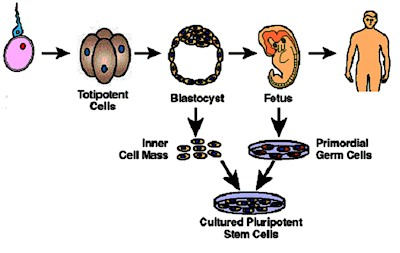 Totipotent
Cells
Blastocyst
Fetus
Inner
Cell Mass
Primordial
Germ Cells
Cultured Pluripotent
Stem Cells